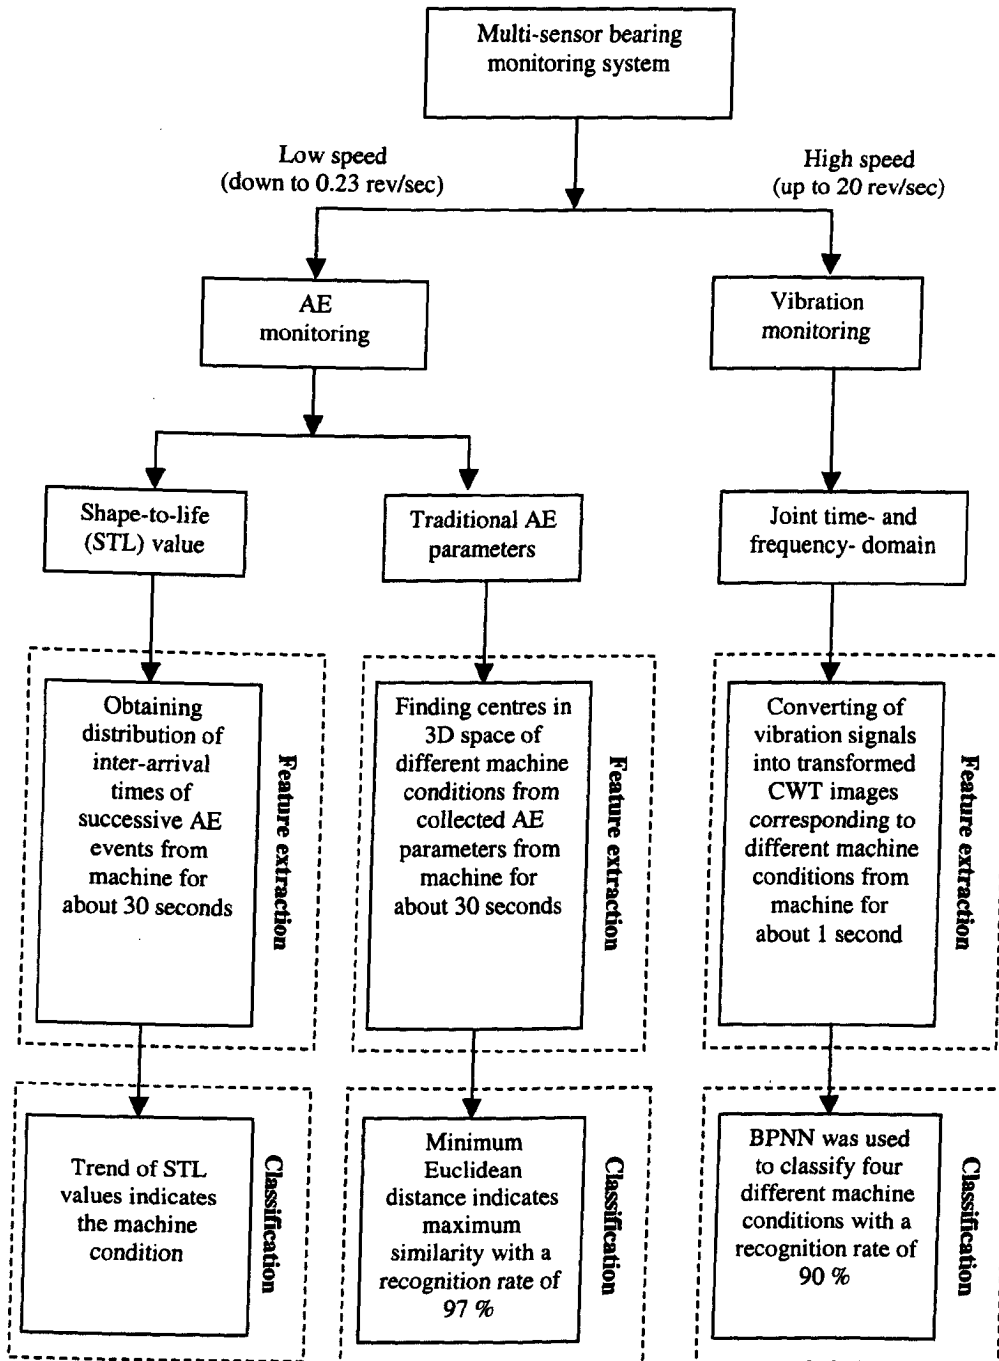 Multi-sensor bearing
monitoring system
Low speed
(down to 0.23 rev/sec)
High speed
(up to 20 rev/sec)
AE
monitoring
Vibration
monitoring
Shape-to-life
(STL) value
Traditional AE
parameters
Joint time- and
frequency- domain
Obtaining
distribution of
inter-arrival
times of
successive AE
events from
machine for
about 30 seconds
Feature extraction
Finding centres in
3D space of
different machine
conditions from
collected AE
parameters from
machine for
about 30 seconds
Feature extraction
Converting of
vibration signals
into transformed
CWT images
corresponding to
different machine
conditions from
machine for
about 1 second
Feature extraction
Trend of STL
values indicates
the machine
condition
Classification
Minimum
Euclidean
distance indicates
maximum
similarity with a
recognition rate of
97 %
Classification
BPNN was used
to classify four
different machine
conditions with a
recognition rate of
90 %
Classification